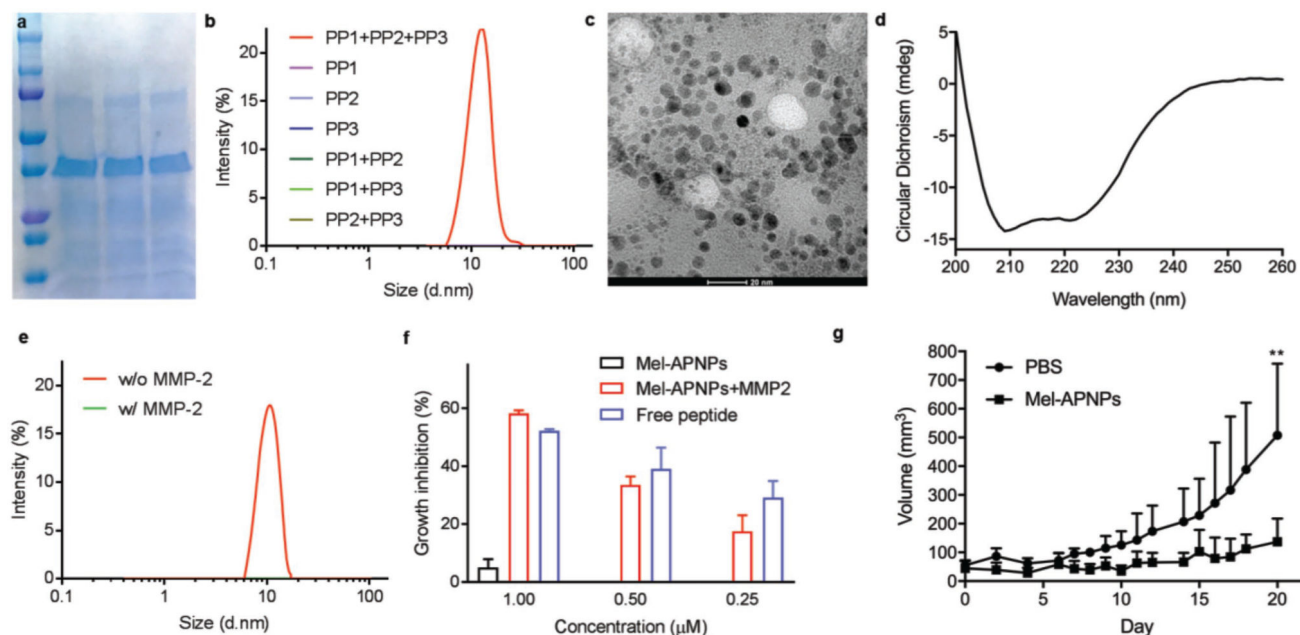 a
b
PP1+PP2+PP3
PP1
PP2
PP3
PP1+PP2
PP1+PP3
PP2+PP3
Intensity (%)
20
15
10
5
0
0.1 1 10 100
Size (d.nm)
c
20 nm
d
Circular Dichroism (mdeg)
5
0
-5
-10
-15
200 210 220 230 240 250 260
Wavelength (nm)
e
w/o MMP-2
w/ MMP-2
Intensity (%)
20
15
10
5
0
0.1 1 10 100
Size (d.nm)
f
Mel-APNPs
Mel-APNPs+MMP2
Free peptide
Growth inhibition (%)
60
40
20
0
1.00 0.50 0.25
Concentration (μM)
g
PBS
Mel-APNPs
**
Volume (mm³)
800
700
600
500
400
300
200
100
0
0 5 10 15 20
Day